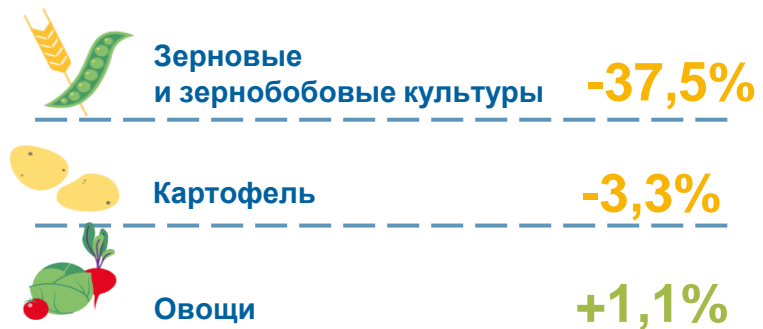 Зерновые
и зернобобовые культуры
-37,5%
Картофель
-3,3%
Овощи
+1,1%